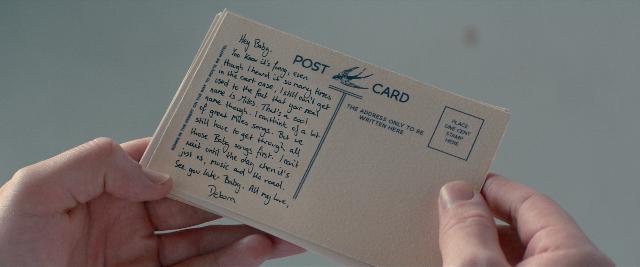 Hey Baby.
You know it's funny, even
though I heard it so many times
in the court case, I still can't get
used to the fact that your real
name is Miles. That's a cool
name though. I can think of a lot
of great Miles songs. But we
still have to get through all
those Baby songs first. I can't
wait until the day when it's
just us, music and the road.
See you later Baby. All my love,
Debora
POST CARD
THE ADDRESS ONLY TO BE
WRITTEN HERE
PLACE
ONE CENT
STAMP
HERE